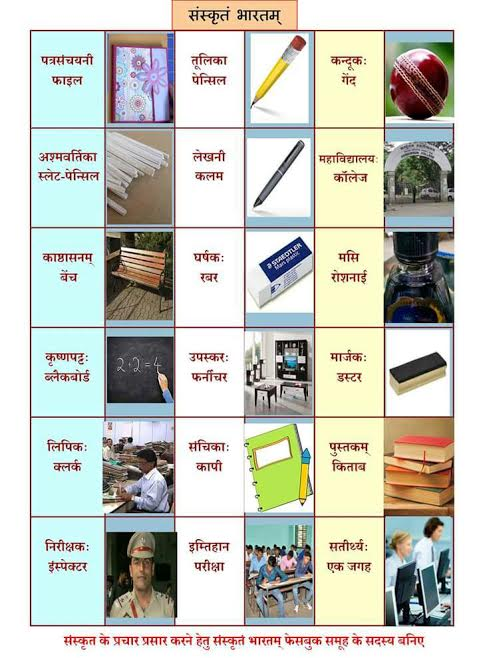 संस्कृतं भारतम्
पत्रसंचयनी
फाइल
तूलिका
पेन्सिल
कन्दूकः
गेंद
अश्मवर्तिका
स्लेट-पेन्सिल
लेखनी
कलम
महाविद्यालयः
कॉलेज
काष्ठासनम्
बेंच
घर्षकः
रबर
STAEDTLER
Mars plastic
मसि
रोशनाई
कृष्णपट्टः
ब्लैकबोर्ड
2+2=4
उपस्करः
फर्नीचर
मार्जकः
डस्टर
लिपिकः
क्लर्क
संचिकाः
कापी
पुस्तकम्
किताब
निरीक्षकः
इंस्पेक्टर
इम्तिहान
परीक्षा
सतीर्थ्यः
एक जगह
संस्कृत के प्रचार प्रसार करने हेतु संस्कृतं भारतम् फेसबुक समूह के सदस्य बनिए